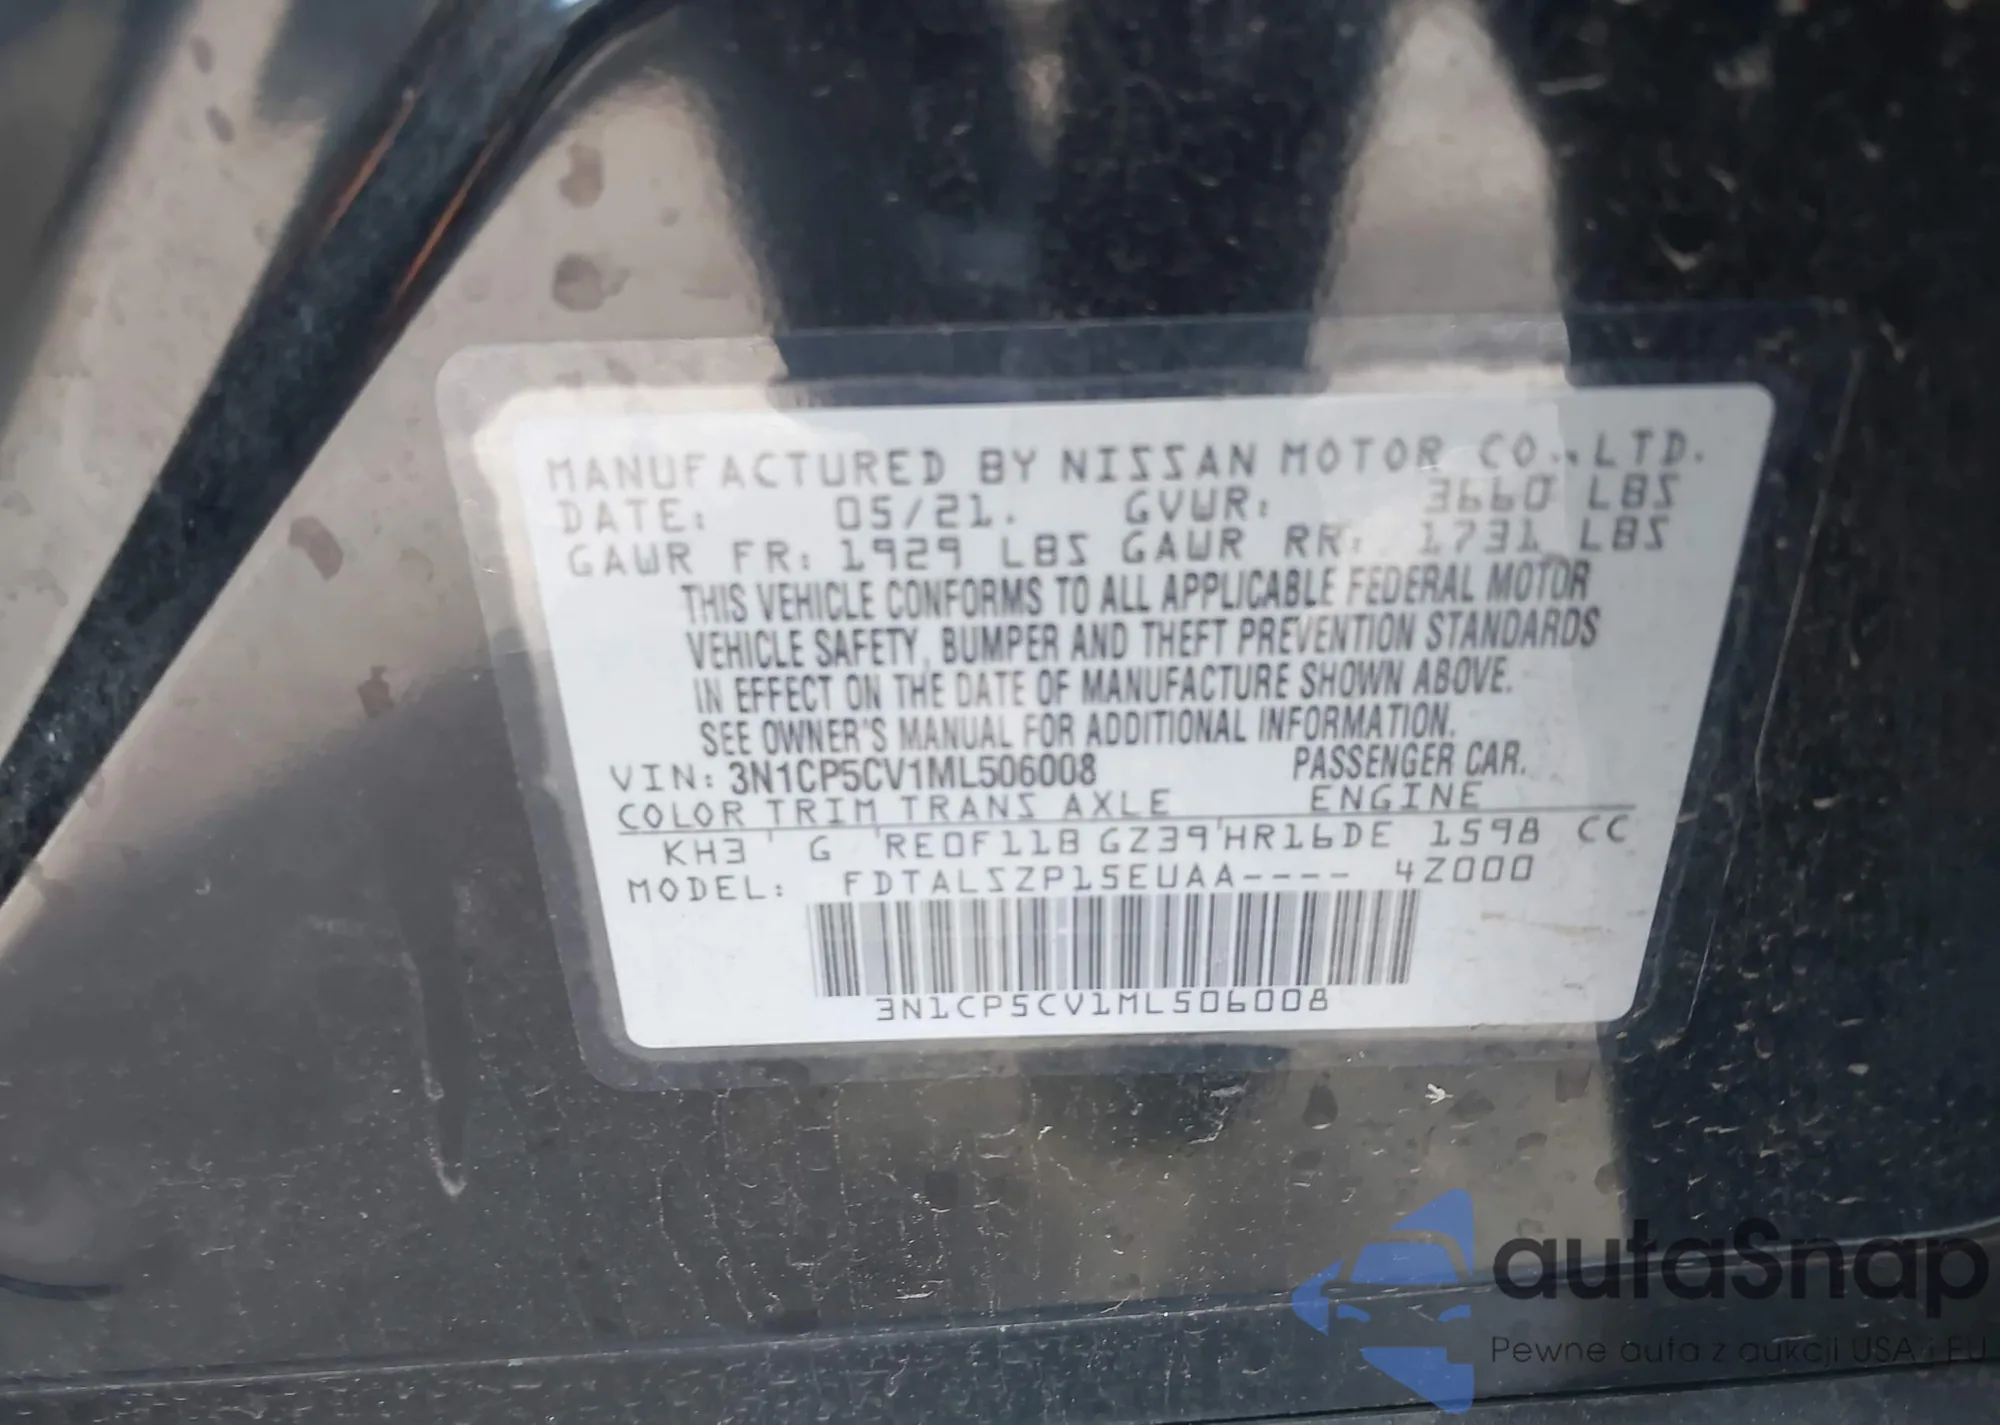 MANUFACTURED BY NISSAN MOTOR CO.,LTD.
DATE: 05/21. GVWR: 3660 LBS
GAWR FR: 1929 LBS GAWR RR: 1731 LBS
THIS VEHICLE CONFORMS TO ALL APPLICABLE FEDERAL MOTOR
VEHICLE SAFETY, BUMPER AND THEFT PREVENTION STANDARDS
IN EFFECT ON THE DATE OF MANUFACTURE SHOWN ABOVE.
SEE OWNER'S MANUAL FOR ADDITIONAL INFORMATION.
VIN: 3N1CP5CV1ML506008 PASSENGER CAR.
COLOR TRIM TRANS AXLE ENGINE
KH3 ' G 'RE0F11B GZ39'HR16DE 1598 CC
MODEL: FDTALSZP15EUAA---- 4Z000
3N1CP5CV1ML506008
autaSnap
Pewne auta z aukcji USA i EU